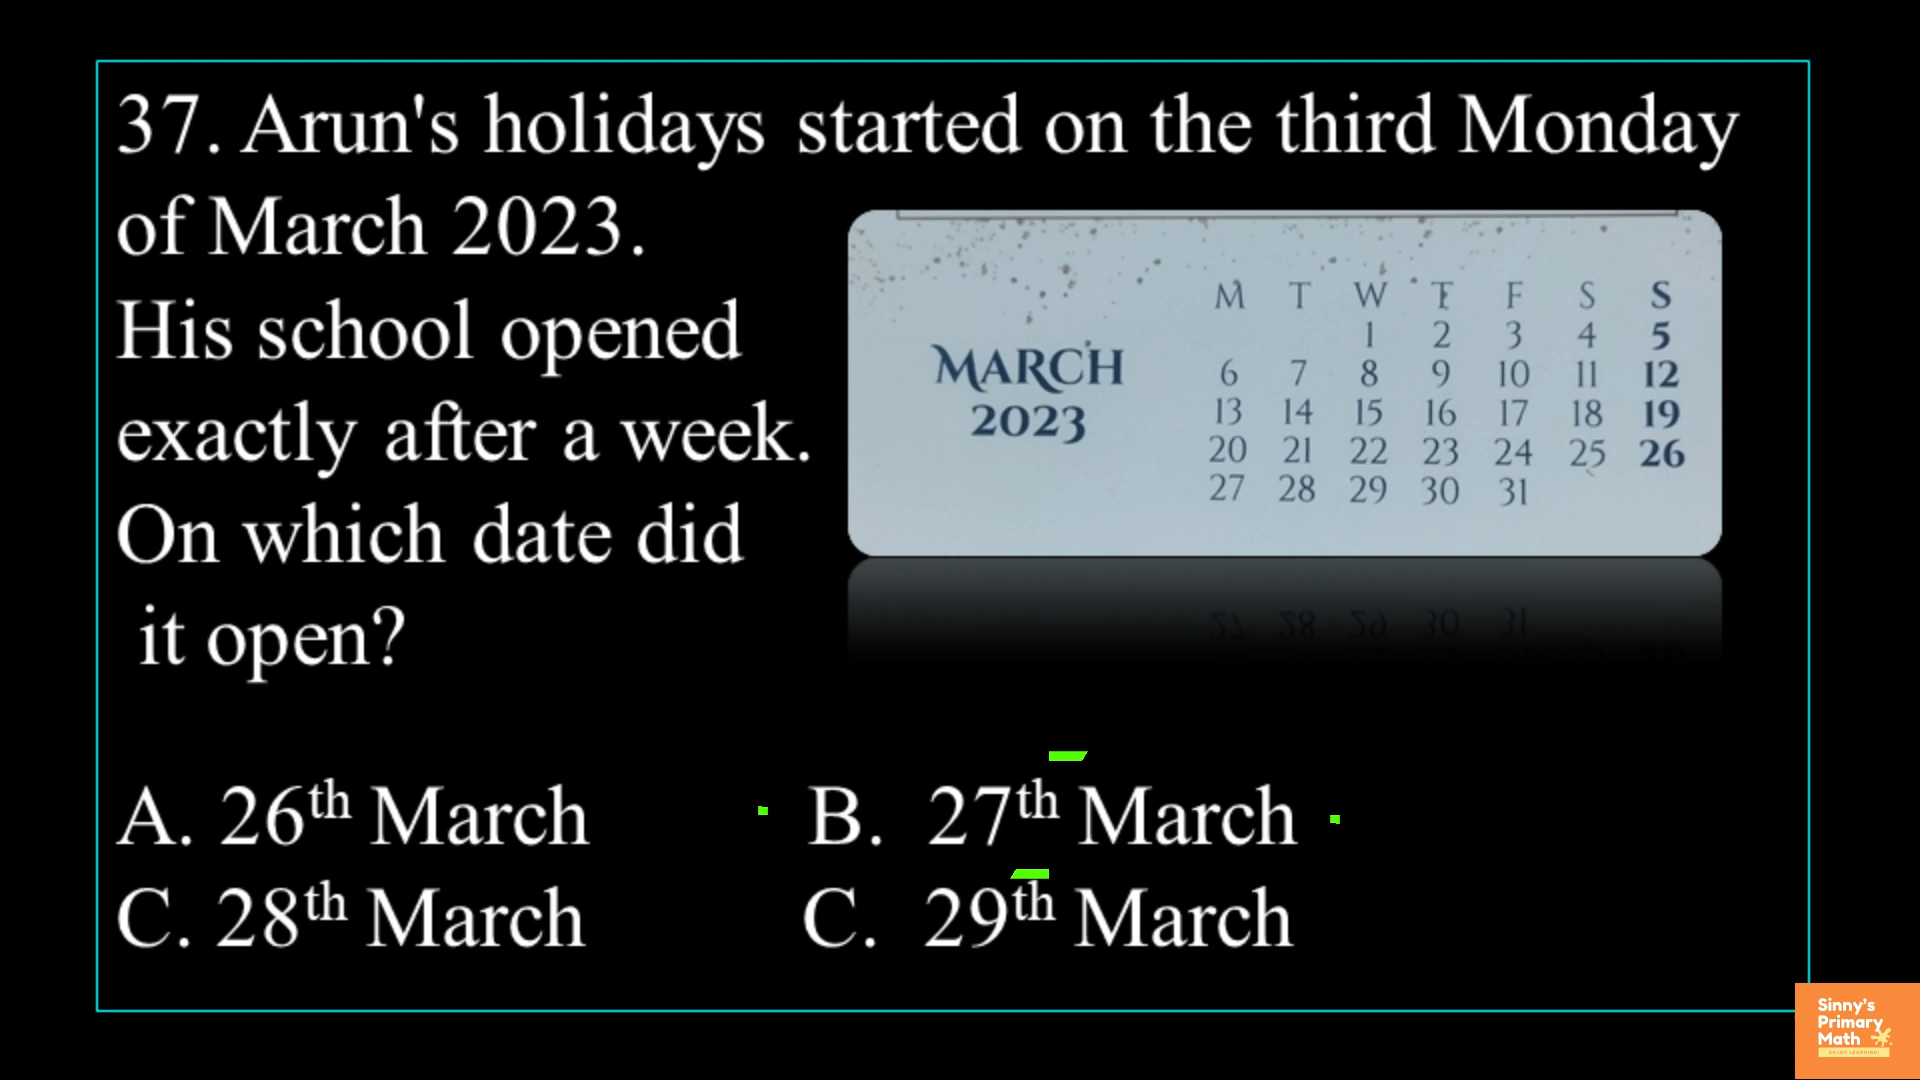 37. Arun's holidays started on the third Monday
of March 2023.
His school opened
exactly after a week.
On which date did
it open?
MARCH
2023
M T W T F S S
1 2 3 4 5
6 7 8 9 10 11 12
13 14 15 16 17 18 19
20 21 22 23 24 25 26
27 28 29 30 31
A. 26th March B. 27th March
C. 28th March C. 29th March
Sinny's
Primary
Math
ENJOY LEARNING!